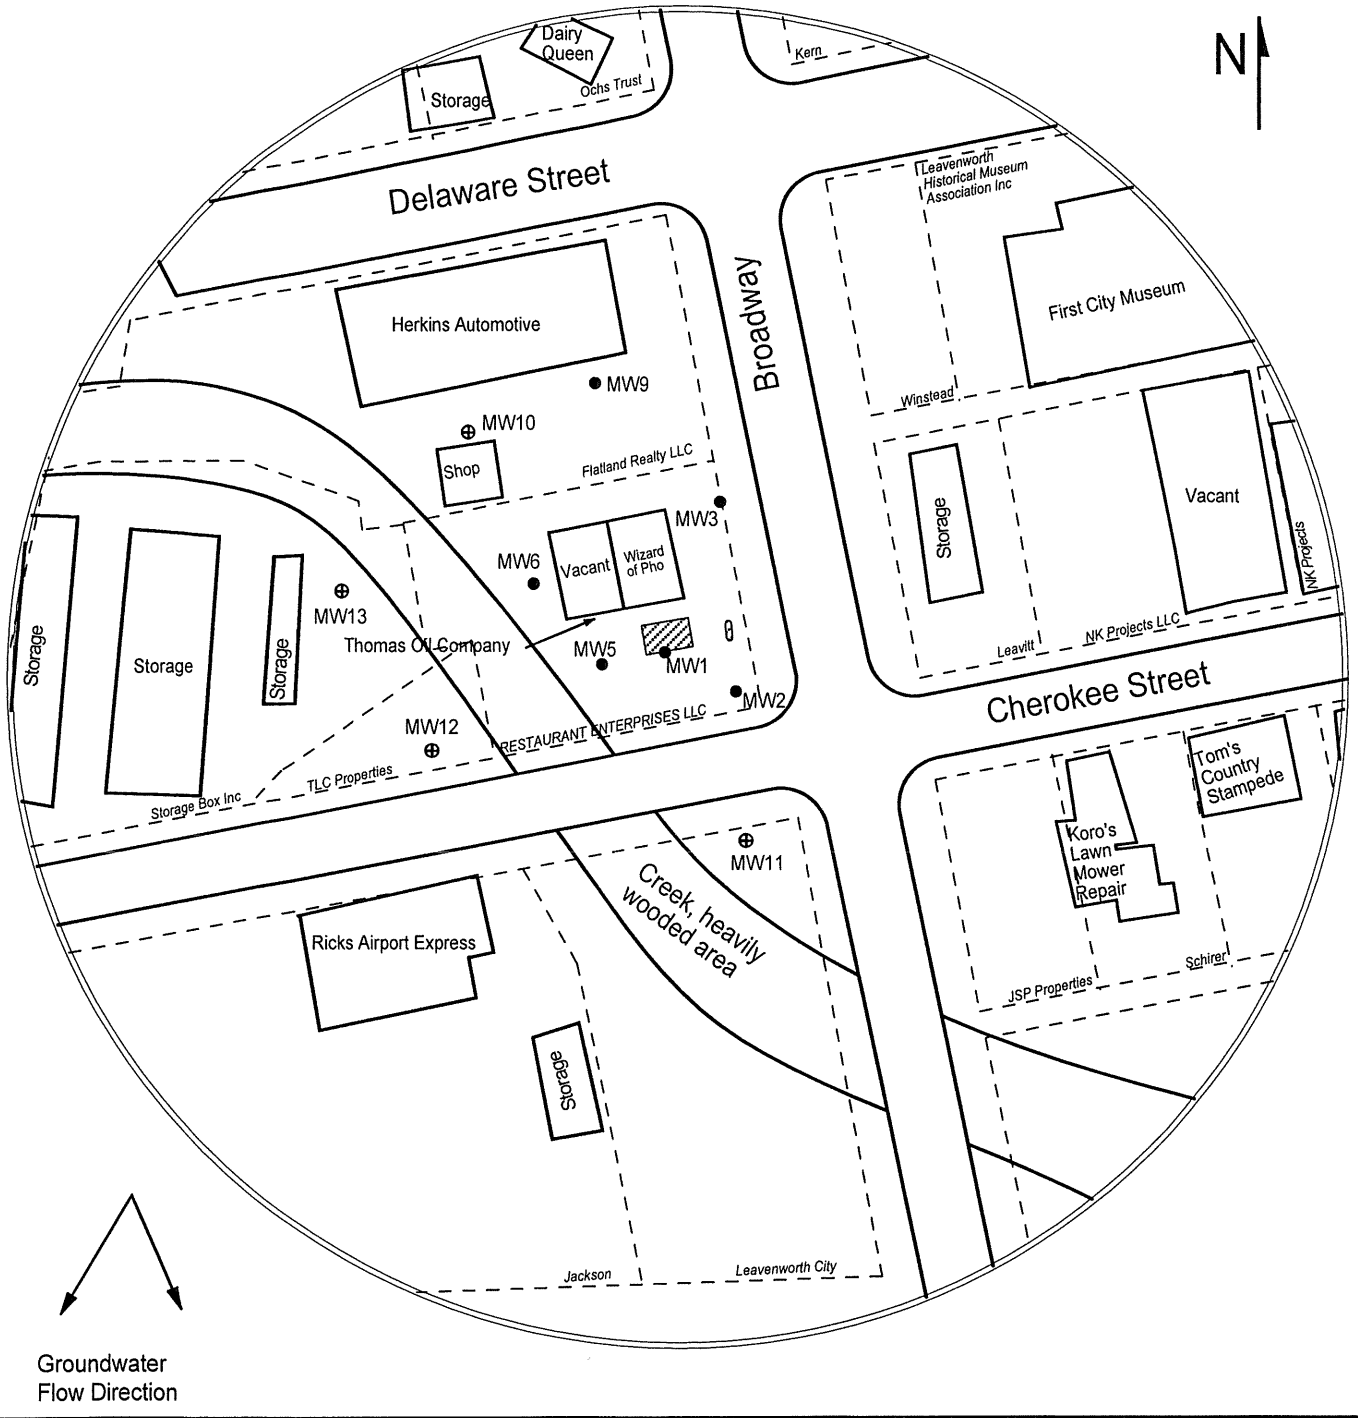 N
Dairy
Queen
Kern
Storage
Ochs Trust
Delaware Street
Leavenworth
Historical Museum
Association Inc
Broadway
First City Museum
Herkins Automotive
MW9
Winstead
MW10
Shop
Flatland Realty LLC
Storage
Vacant
NK Projects
MW3
MW6
Vacant
Wizard
of Pho
MW13
Thomas Oil Company
MW5
MW1
MW2
Storage
Storage
Storage
Leavitt
NK Projects LLC
Cherokee Street
MW12
RESTAURANT ENTERPRISES LLC
TLC Properties
Storage Box Inc
Tom's
Country
Stampede
Koro's
Lawn
Mower
Repair
MW11
Creek, heavily
wooded area
Ricks Airport Express
Schirer
JSP Properties
Storage
Jackson
Leavenworth City
Groundwater
Flow Direction